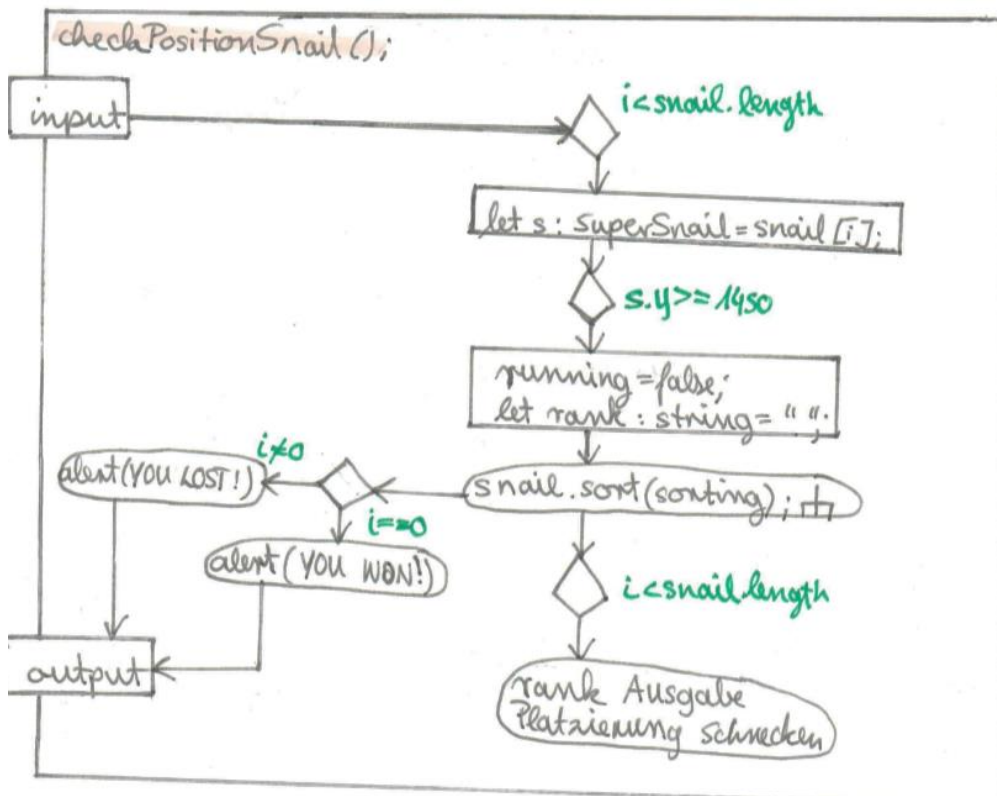 checkPositionSnail();
input
i<snail.length
let s: superSnail = snail [i];
s.y>= 1450
running = false;
let rank : string = " ";
snail.sort(sorting);
i≠0
alert(YOU LOST!)
i==0
alert(YOU WON!)
i<snail.length
output
rank Ausgabe
Platzierung schnecken